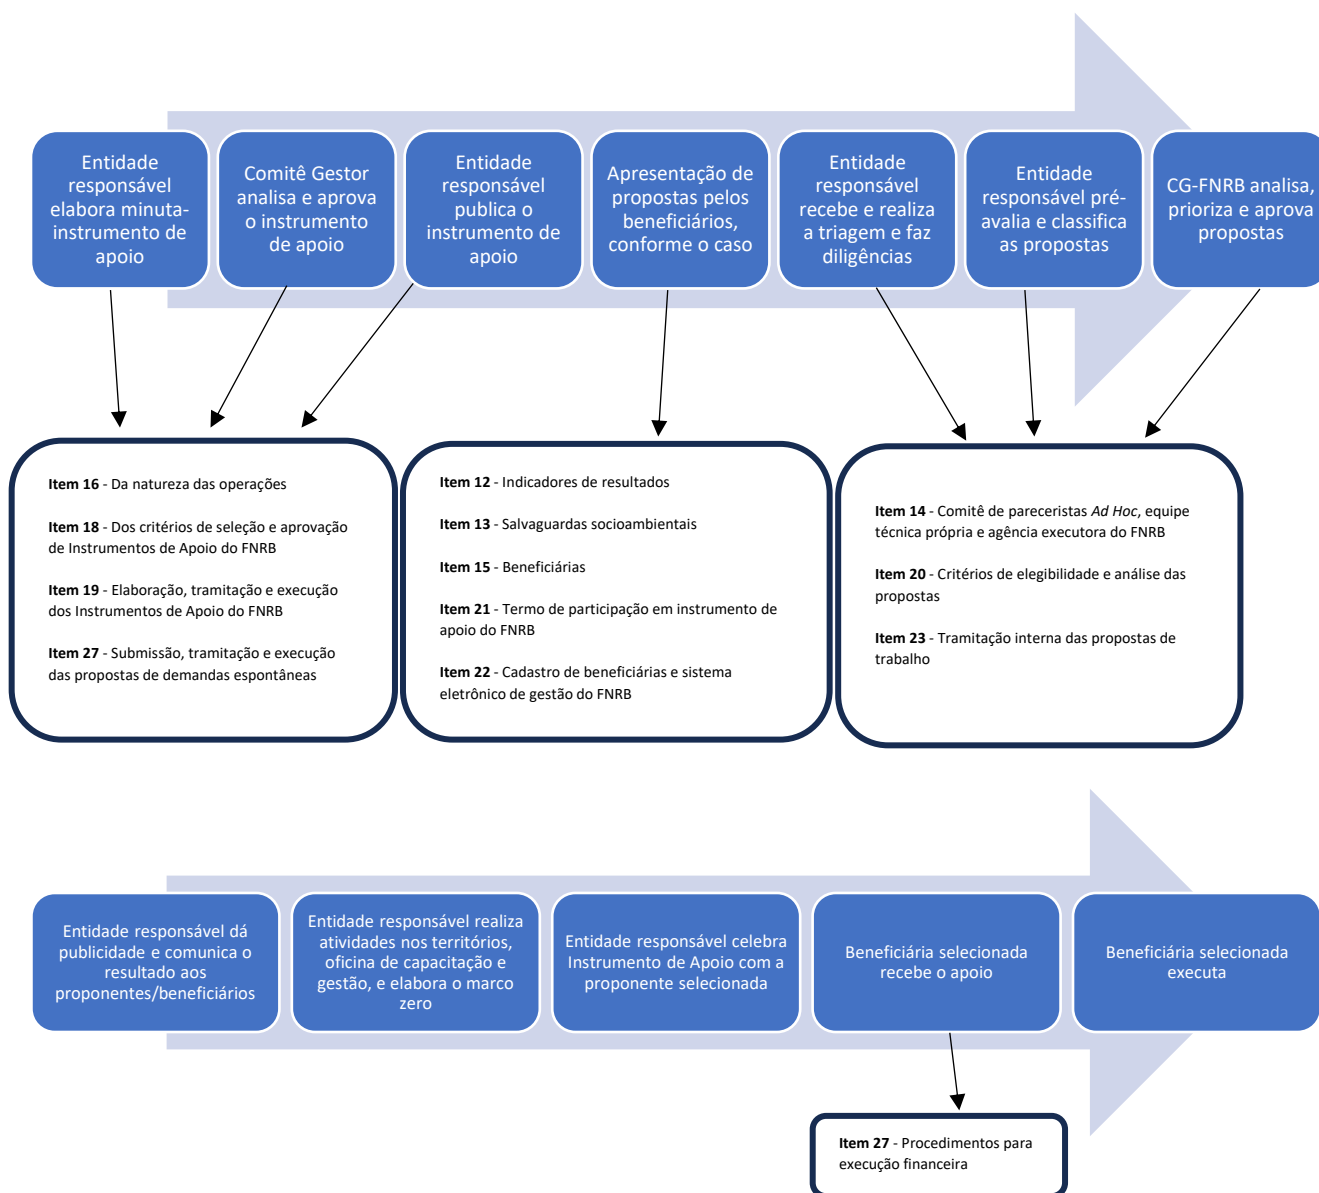 Entidade
responsável
elabora minuta-
instrumento de
apoio
Comitê Gestor
analisa e aprova
o instrumento
de apoio
Entidade
responsável
publica o
instrumento de
apoio
Apresentação de
propostas pelos
beneficiários,
conforme o caso
Entidade
responsável
recebe e realiza
a triagem e faz
diligências
Entidade
responsável pré-
avalia e classifica
as propostas
CG-FNRB analisa,
prioriza e aprova
propostas
Item 16 - Da natureza das operações
Item 18 - Dos critérios de seleção e aprovação
de Instrumentos de Apoio do FNRB
Item 19 - Elaboração, tramitação e execução
dos Instrumentos de Apoio do FNRB
Item 27 - Submissão, tramitação e execução
das propostas de demandas espontâneas
Item 12 - Indicadores de resultados
Item 13 - Salvaguardas socioambientais
Item 15 - Beneficiárias
Item 21 - Termo de participação em instrumento de
apoio do FNRB
Item 22 - Cadastro de beneficiárias e sistema
eletrônico de gestão do FNRB
Item 14 - Comitê de pareceristas Ad Hoc, equipe
técnica própria e agência executora do FNRB
Item 20 - Critérios de elegibilidade e análise das
propostas
Item 23 - Tramitação interna das propostas de
trabalho
Entidade responsável dá
publicidade e comunica o
resultado aos
proponentes/beneficiários
Entidade responsável realiza
atividades nos territórios,
oficina de capacitação e
gestão, e elabora o marco
zero
Entidade responsável celebra
Instrumento de Apoio com a
proponente selecionada
Beneficiária selecionada
recebe o apoio
Beneficiária selecionada
executa
Item 27 - Procedimentos para
execução financeira